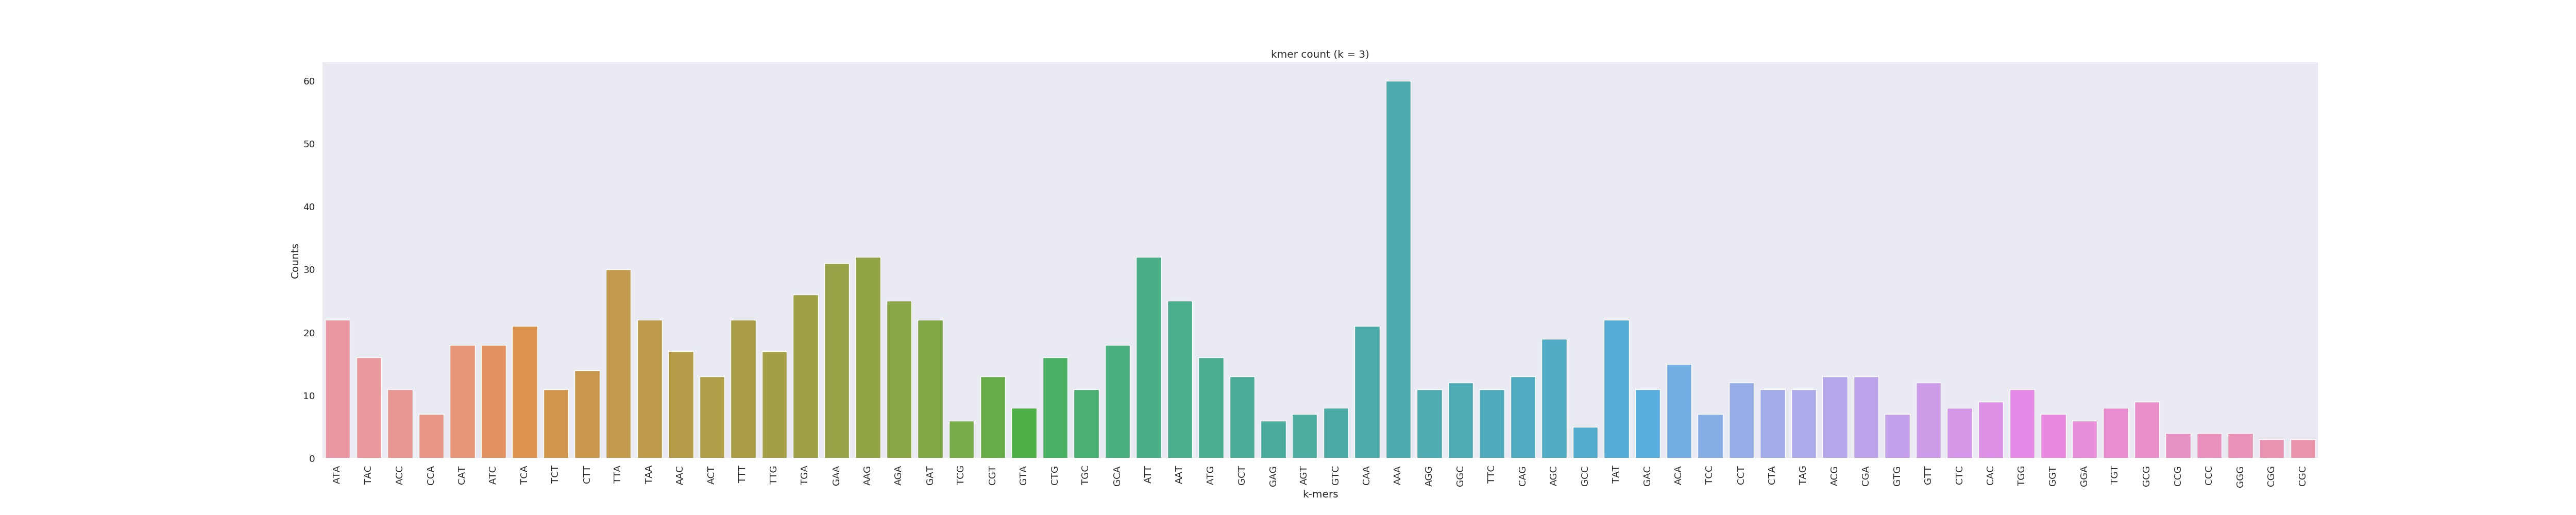 kmer count (k = 3)
60
50
40
30
20
10
0
Counts
ATA TAC ACC CCA CAT ATC TCA TCT CTT TTA TAA AAC ACT TTT TTG TGA GAA AAG AGA GAT TCG CGT GTA CTG TGC GCA ATT AAT ATG GCT GAG AGT GTC CAA AAA AGG GGC TTC CAG AGC GCC TAT GAC ACA TCC CCT CTA TAG ACG CGA GTG GTT CTC CAC TGG GGT GGA TGT GCG CCG CCC GGG CGG CGC
k-mers